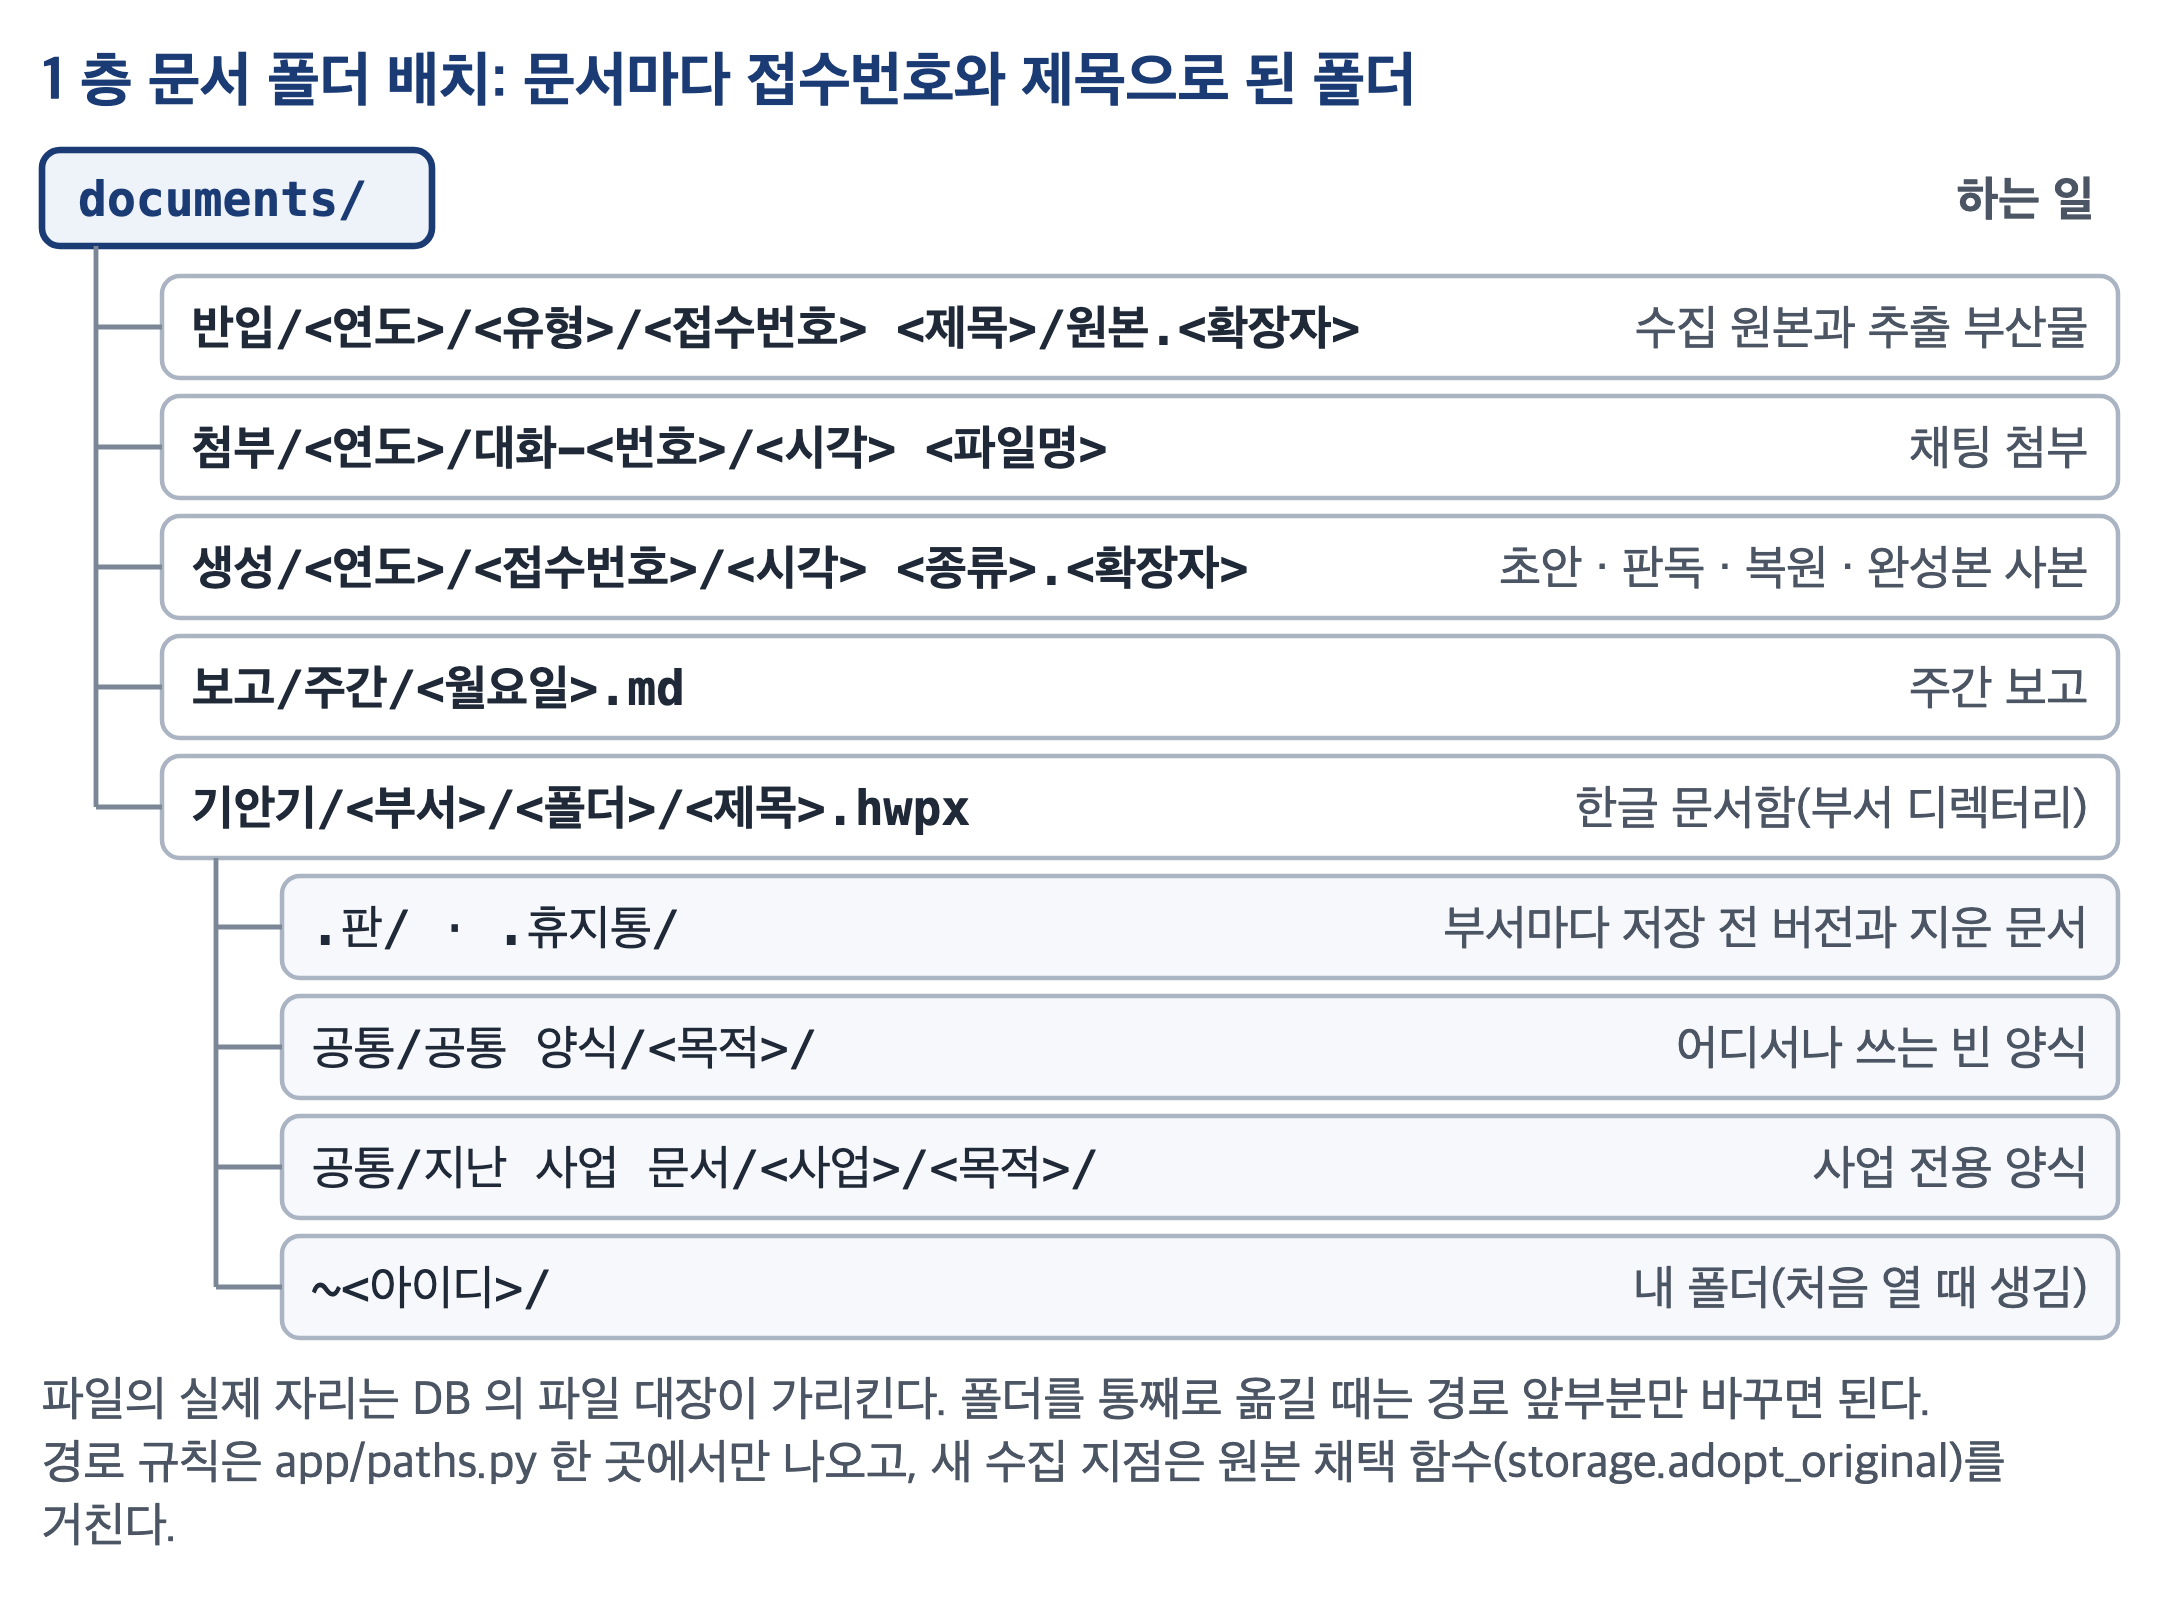 1 층 문서 폴더 배치: 문서마다 접수번호와 제목으로 된 폴더
documents/ 하는 일
반입/<연도>/<유형>/<접수번호> <제목>/원본.<확장자> 수집 원본과 추출 부산물
첨부/<연도>/대화-<번호>/<시각> <파일명> 채팅 첨부
생성/<연도>/<접수번호>/<시각> <종류>.<확장자> 초안 · 판독 · 복원 · 완성본 사본
보고/주간/<월요일>.md 주간 보고
기안기/<부서>/<폴더>/<제목>.hwpx 한글 문서함(부서 디렉터리)
.판/ · .휴지통/ 부서마다 저장 전 버전과 지운 문서
공통/공통 양식/<목적>/ 어디서나 쓰는 빈 양식
공통/지난 사업 문서/<사업>/<목적>/ 사업 전용 양식
~<아이디>/ 내 폴더(처음 열 때 생김)
파일의 실제 자리는 DB 의 파일 대장이 가리킨다. 폴더를 통째로 옮길 때는 경로 앞부분만 바꾸면 된다.
경로 규칙은 app/paths.py 한 곳에서만 나오고, 새 수집 지점은 원본 채택 함수(storage.adopt_original)를
거친다.